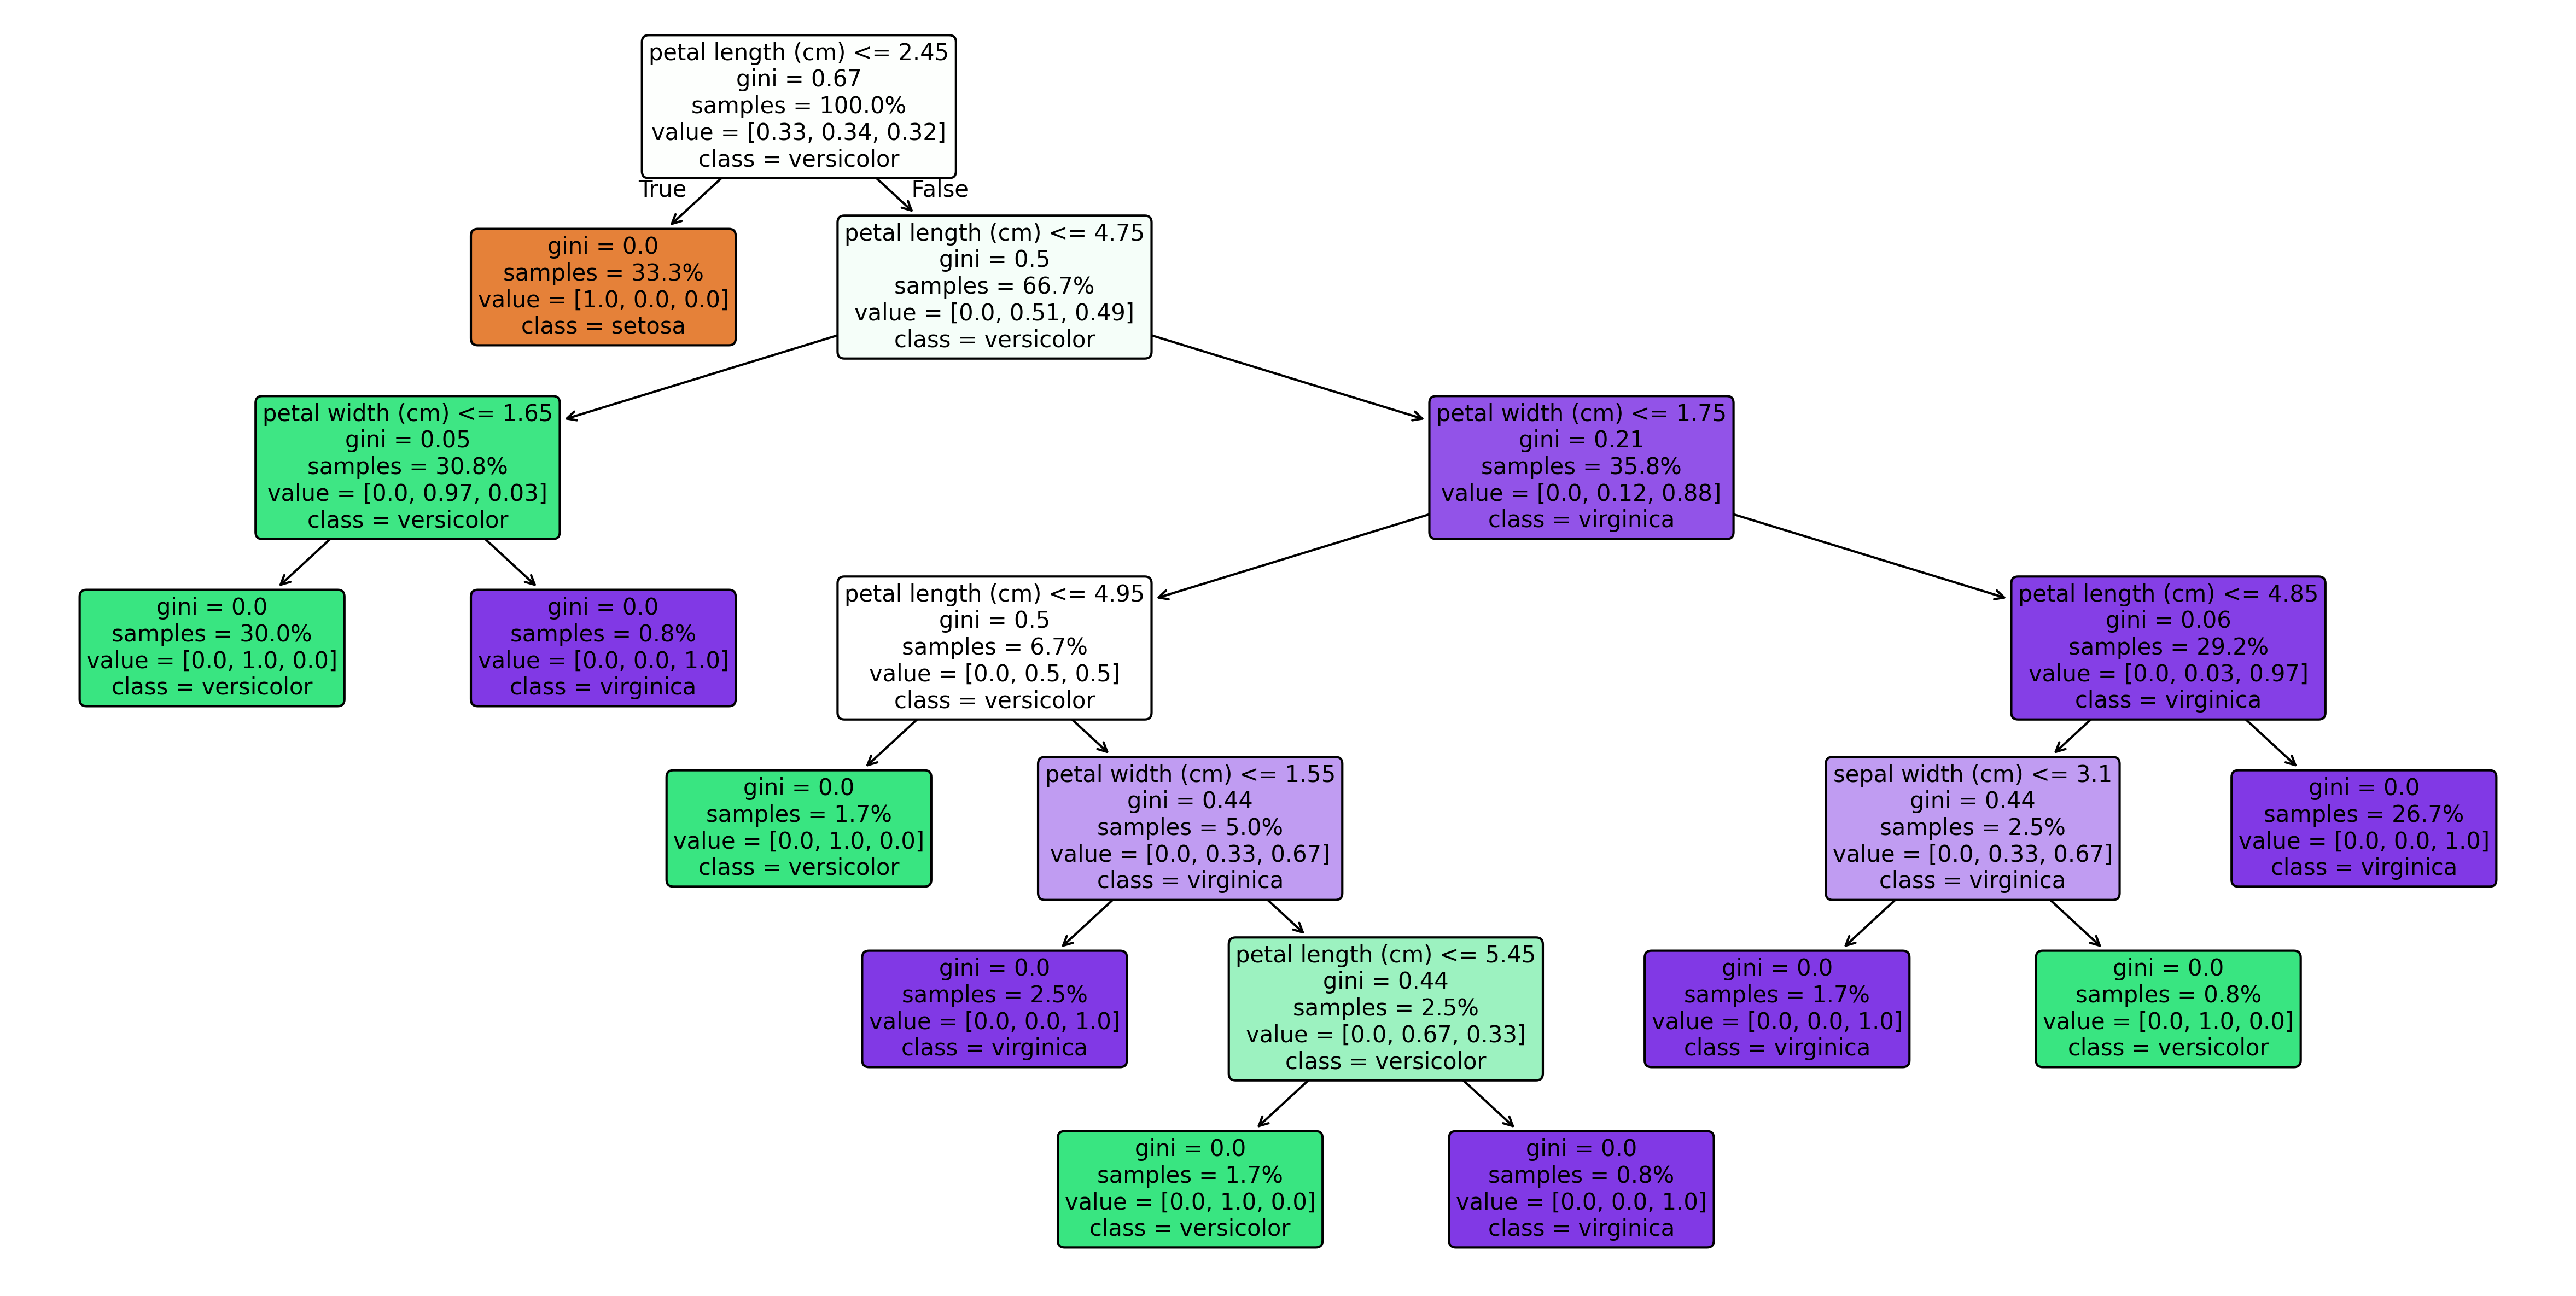 petal length (cm) <= 2.45
gini = 0.67
samples = 100.0%
value = [0.33, 0.34, 0.32]
class = versicolor
True
False
gini = 0.0
samples = 33.3%
value = [1.0, 0.0, 0.0]
class = setosa
petal length (cm) <= 4.75
gini = 0.5
samples = 66.7%
value = [0.0, 0.51, 0.49]
class = versicolor
petal width (cm) <= 1.65
gini = 0.05
samples = 30.8%
value = [0.0, 0.97, 0.03]
class = versicolor
petal width (cm) <= 1.75
gini = 0.21
samples = 35.8%
value = [0.0, 0.12, 0.88]
class = virginica
gini = 0.0
samples = 30.0%
value = [0.0, 1.0, 0.0]
class = versicolor
gini = 0.0
samples = 0.8%
value = [0.0, 0.0, 1.0]
class = virginica
petal length (cm) <= 4.95
gini = 0.5
samples = 6.7%
value = [0.0, 0.5, 0.5]
class = versicolor
petal length (cm) <= 4.85
gini = 0.06
samples = 29.2%
value = [0.0, 0.03, 0.97]
class = virginica
gini = 0.0
samples = 1.7%
value = [0.0, 1.0, 0.0]
class = versicolor
petal width (cm) <= 1.55
gini = 0.44
samples = 5.0%
value = [0.0, 0.33, 0.67]
class = virginica
sepal width (cm) <= 3.1
gini = 0.44
samples = 2.5%
value = [0.0, 0.33, 0.67]
class = virginica
gini = 0.0
samples = 26.7%
value = [0.0, 0.0, 1.0]
class = virginica
gini = 0.0
samples = 2.5%
value = [0.0, 0.0, 1.0]
class = virginica
petal length (cm) <= 5.45
gini = 0.44
samples = 2.5%
value = [0.0, 0.67, 0.33]
class = versicolor
gini = 0.0
samples = 1.7%
value = [0.0, 0.0, 1.0]
class = virginica
gini = 0.0
samples = 0.8%
value = [0.0, 1.0, 0.0]
class = versicolor
gini = 0.0
samples = 1.7%
value = [0.0, 1.0, 0.0]
class = versicolor
gini = 0.0
samples = 0.8%
value = [0.0, 0.0, 1.0]
class = virginica